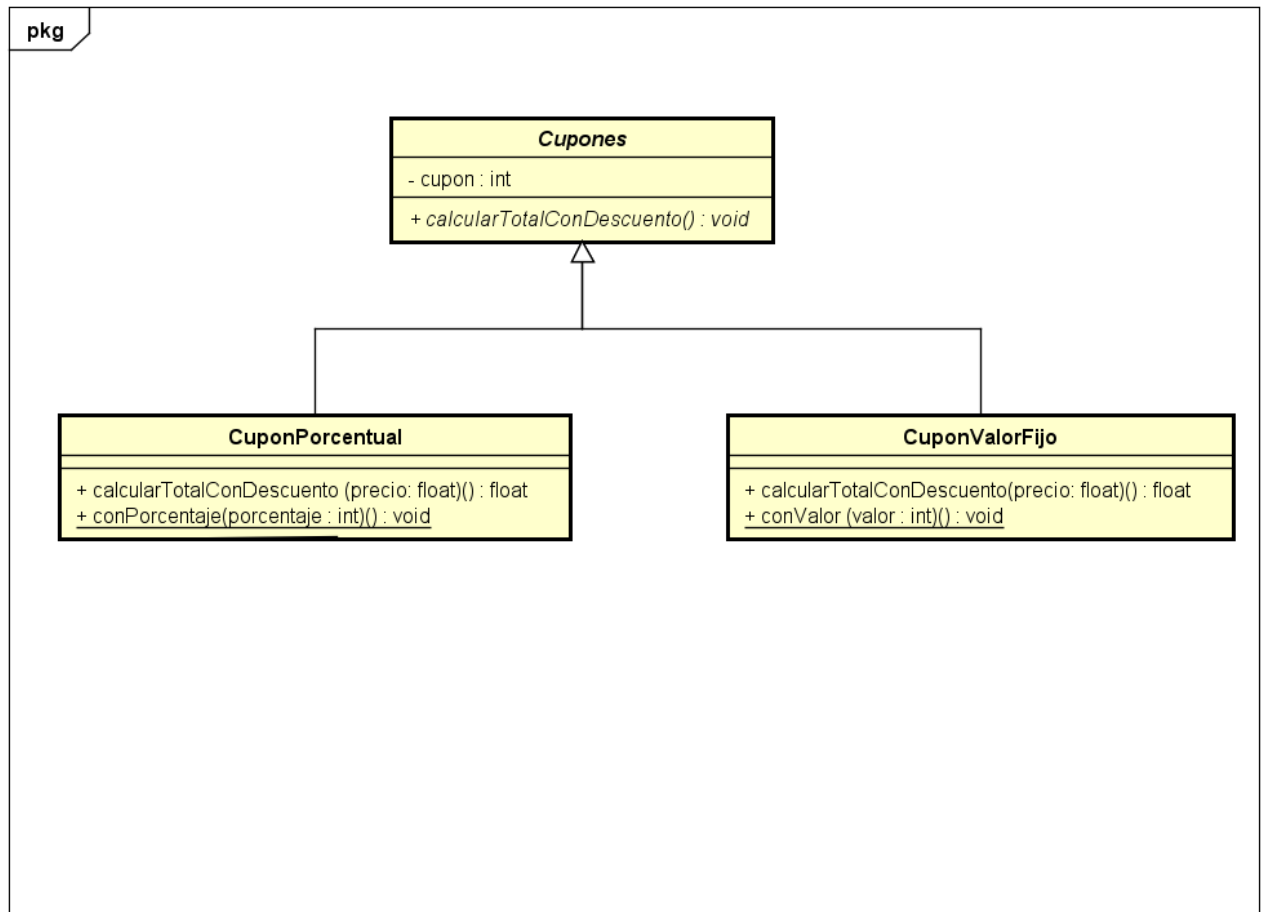 pkg
Cupones
- cupon : int
+ calcularTotalConDescuento() : void
CuponPorcentual
+ calcularTotalConDescuento (precio: float)() : float
+ conPorcentaje(porcentaje : int)() : void
CuponValorFijo
+ calcularTotalConDescuento(precio: float)() : float
+ conValor (valor : int)() : void